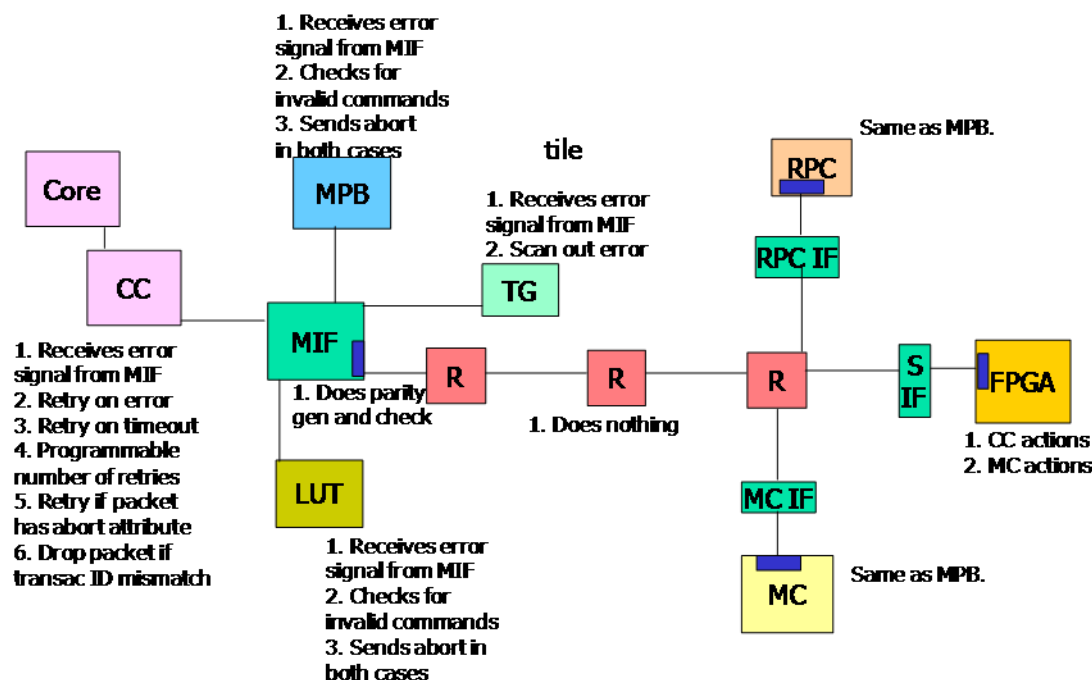 1. Receives error
signal from MIF
2. Checks for
invalid commands
3. Sends abort
in both cases
Same as MPB.
tile
Core
MPB
RPC
1. Receives error
signal from MIF
2. Scan out error
CC
RPC IF
TG
MIF
1. Receives error
signal from MIF
2. Retry on error
3. Retry on timeout
4. Programmable
number of retries
5. Retry if packet
has abort attribute
6. Drop packet if
transac ID mismatch
1. Does parity
gen and check
R
R
1. Does nothing
R
S
IF
FPGA
1. CC actions
2. MC actions
LUT
MC IF
1. Receives error
signal from MIF
2. Checks for
invalid commands
3. Sends abort in
both cases
MC
Same as MPB.